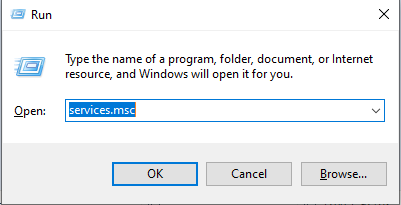 Run
Type the name of a program, folder, document, or Internet
resource, and Windows will open it for you.
Open: services.msc
OK Cancel Browse...